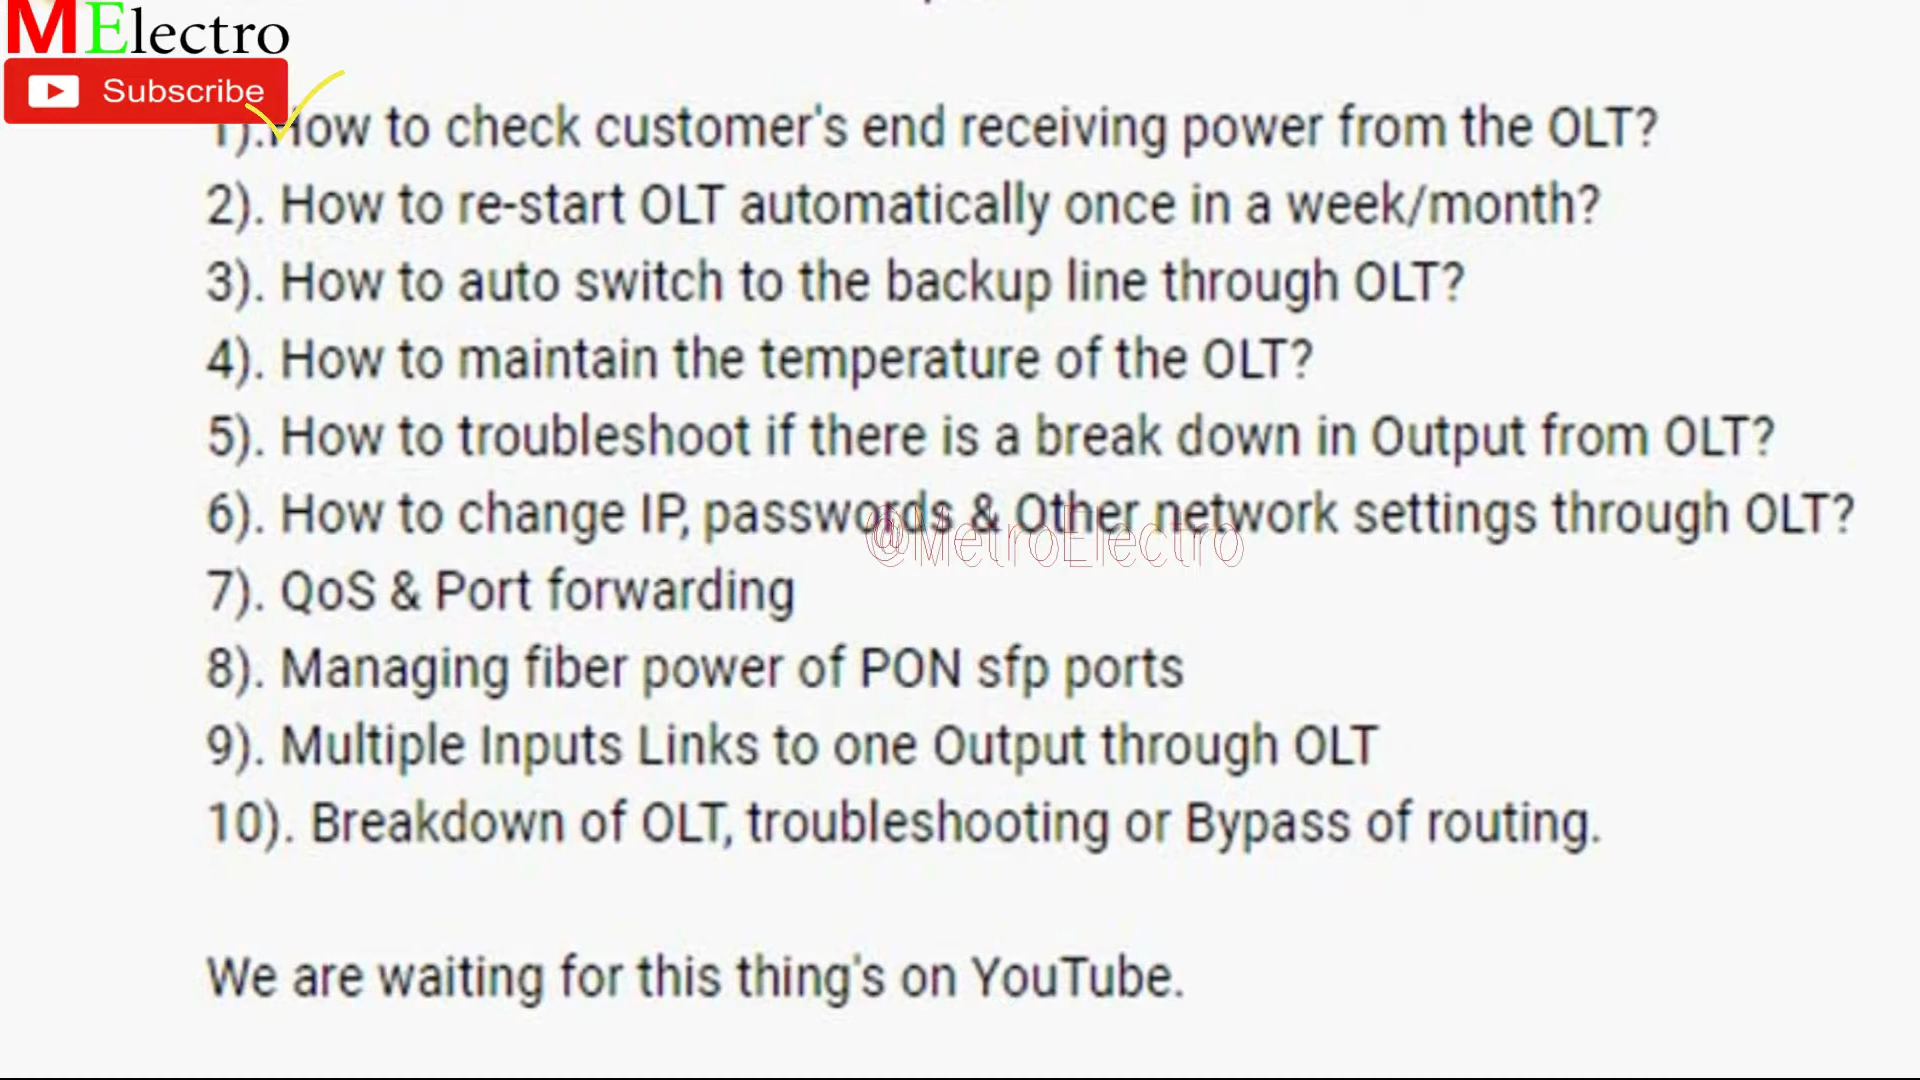 MElectro
Subscribe
1).How to check customer's end receiving power from the OLT?
2). How to re-start OLT automatically once in a week/month?
3). How to auto switch to the backup line through OLT?
4). How to maintain the temperature of the OLT?
5). How to troubleshoot if there is a break down in Output from OLT?
6). How to change IP, passwords & Other network settings through OLT?
@MetroElectro
7). QoS & Port forwarding
8). Managing fiber power of PON sfp ports
9). Multiple Inputs Links to one Output through OLT
10). Breakdown of OLT, troubleshooting or Bypass of routing.
We are waiting for this thing's on YouTube.